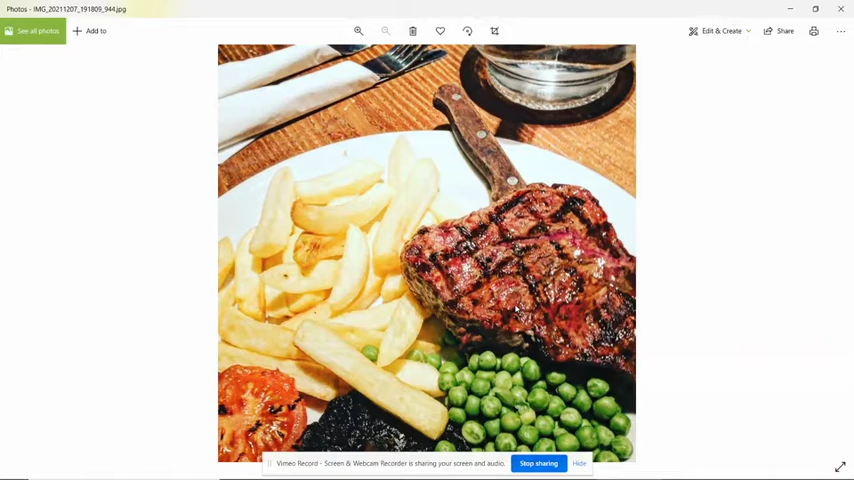 Photos - IMG_20211207_191809_944.jpg
See all photos
Add to
Edit & Create
Share
Vimeo Record - Screen & Webcam Recorder is sharing your screen and audio.
Stop sharing
Hide